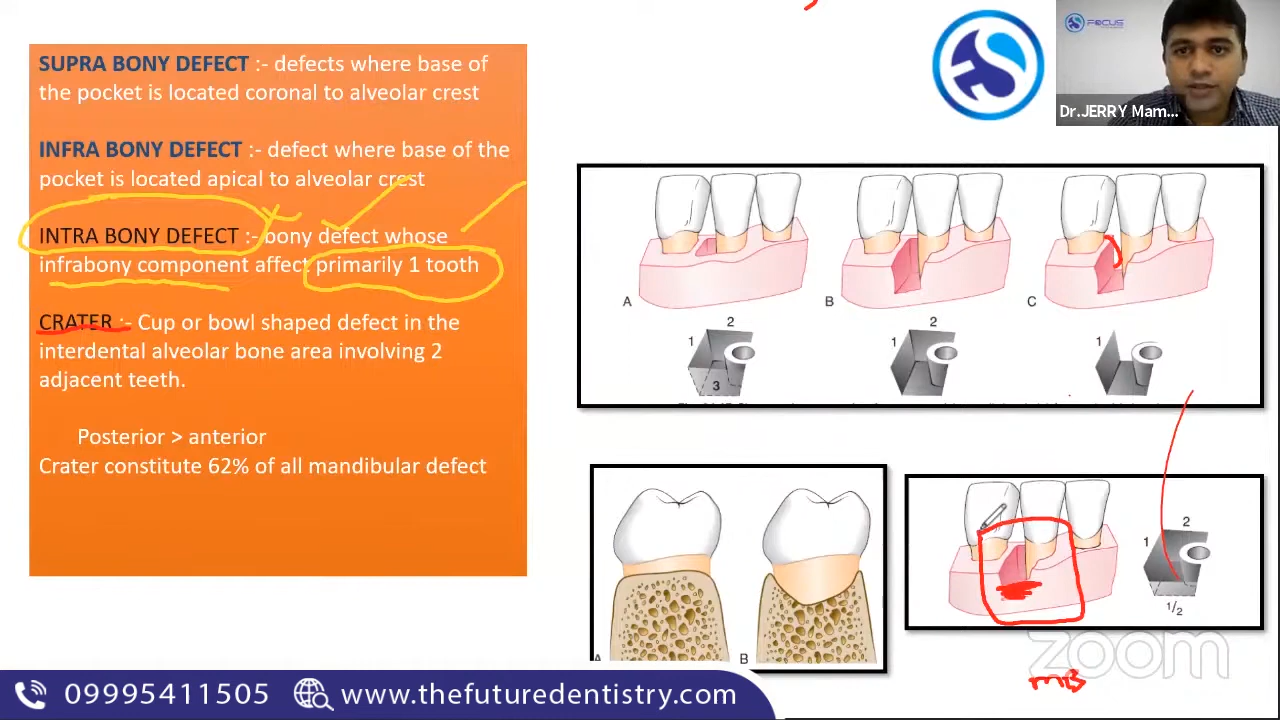 SUPRA BONY DEFECT :- defects where base of
the pocket is located coronal to alveolar crest
INFRA BONY DEFECT :- defect where base of the
pocket is located apical to alveolar crest
INTRA BONY DEFECT :- bony defect whose
infrabony component affect primarily 1 tooth
CRATER :- Cup or bowl shaped defect in the
interdental alveolar bone area involving 2
adjacent teeth.
Posterior > anterior
Crater constitute 62% of all mandibular defect
FOCUS
Dr.JERRY Mam...
A
B
C
1 2 3
1 2
1
A
B
1 2
1/2
zoom
mB
09995411505
www.thefuturedentistry.com